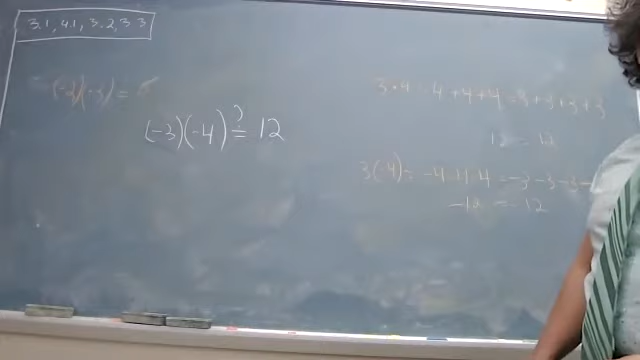 3.1, 4.1, 3.2, 3.3
(-3)(-4) ?= 12
3·4 = 4+4+4 = 3+3+3+3
12 = 12
3(-4) = -4-4-4 = -3-3-3-
-12 = -12